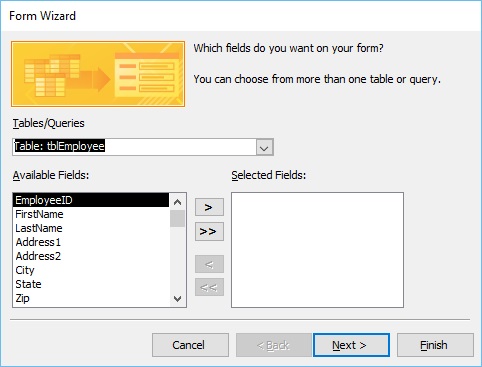 Form Wizard
Which fields do you want on your form?
You can choose from more than one table or query.
Tables/Queries
Table: tblEmployee
Available Fields:
Selected Fields:
EmployeeID
FirstName
LastName
Address1
Address2
City
State
Zip
>
>>
<
<<
Cancel
< Back
Next >
Finish